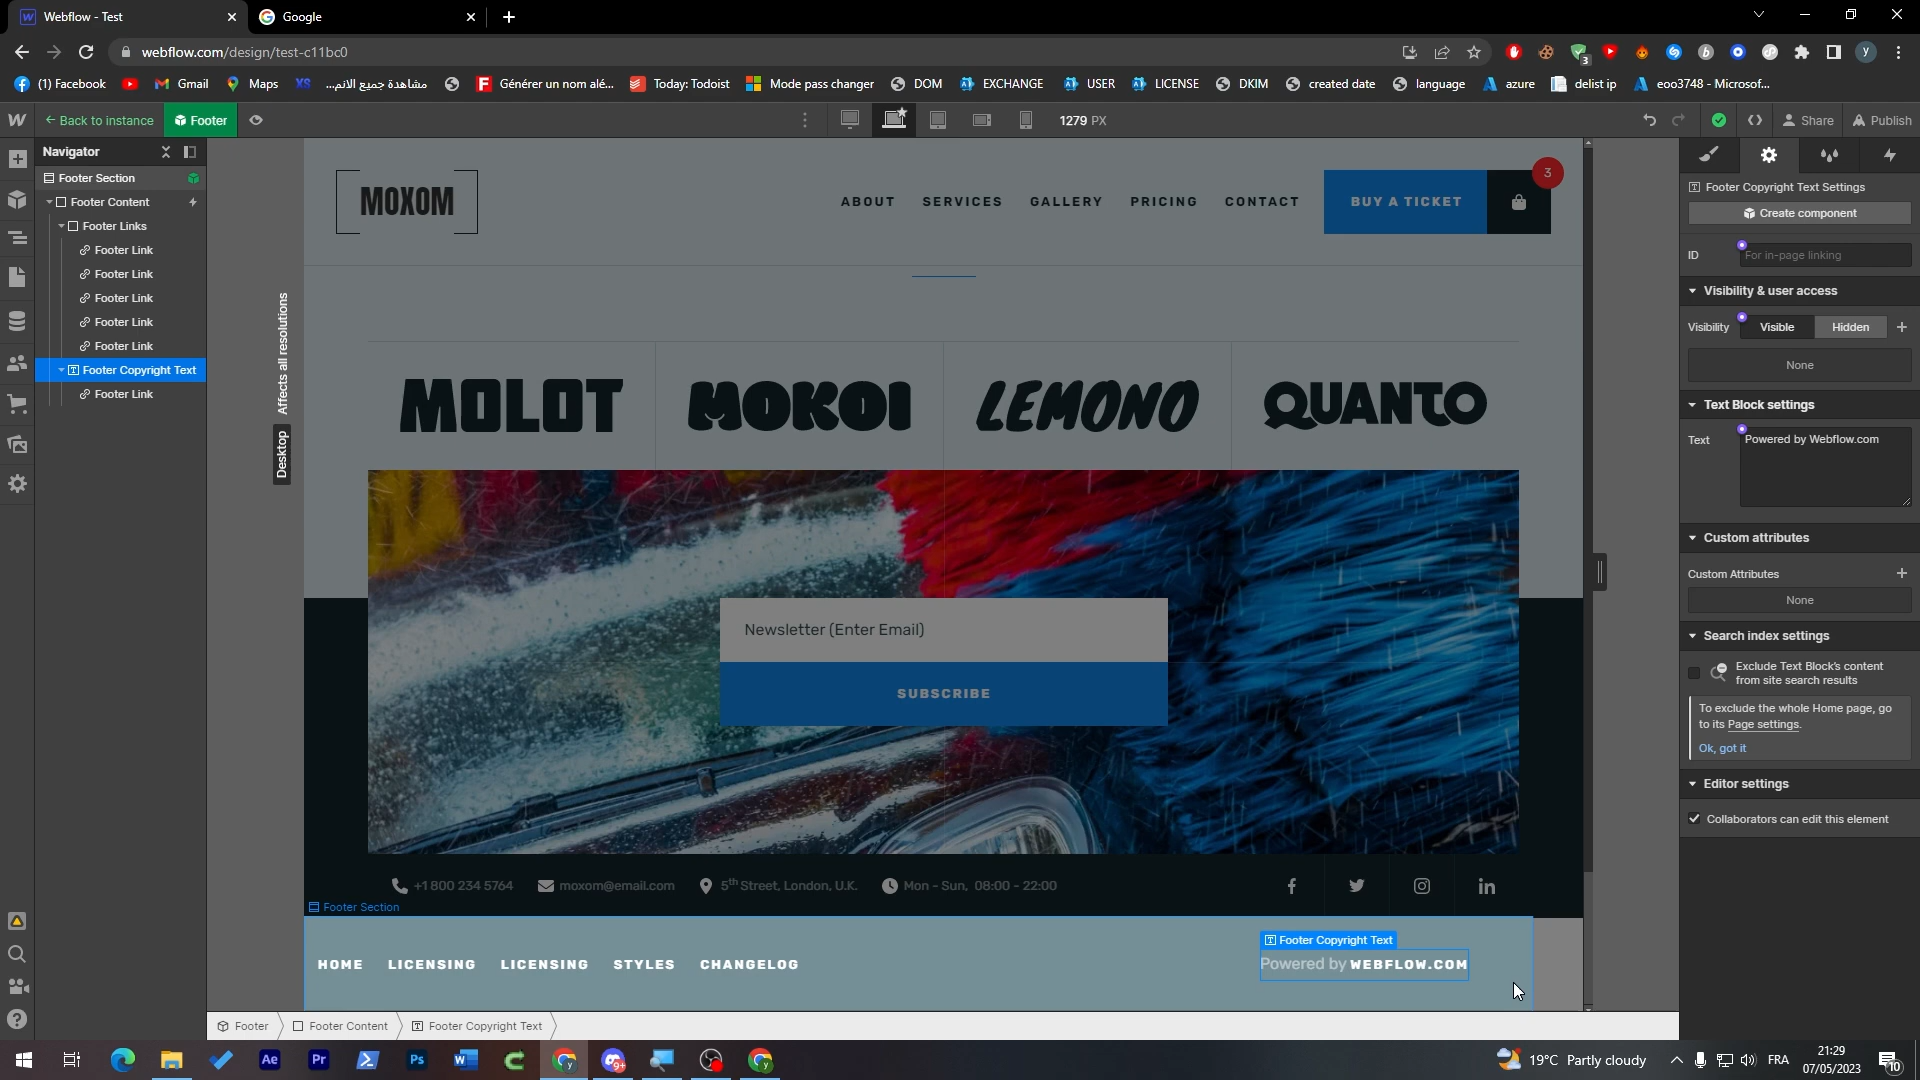 Webflow - Test
Google
webflow.com/design/test-c11bc0
(1) Facebook
Gmail
Maps
مشاهدة جميع الانم...
Générer un nom alé...
Today: Todoist
Mode pass changer
DOM
EXCHANGE
USER
LICENSE
DKIM
created date
language
azure
delist ip
eoo3748 - Microsof...
Back to instance
Footer
1279 PX
Share
Publish
Navigator
Footer Section
Footer Content
Footer Links
Footer Link
Footer Link
Footer Link
Footer Link
Footer Link
Footer Copyright Text
Footer Link
Affects all resolutions
Desktop
MOXOM
ABOUT
SERVICES
GALLERY
PRICING
CONTACT
BUY A TICKET
3
MOLOT
MOKOI
LEMONO
QUANTO
Newsletter (Enter Email)
SUBSCRIBE
+1 800 234 5764
moxom@email.com
5th Street, London, U.K.
Mon - Sun, 08:00 - 22:00
Footer Section
HOME
LICENSING
LICENSING
STYLES
CHANGELOG
Footer Copyright Text
Powered by WEBFLOW.COM
Footer
Footer Content
Footer Copyright Text
Footer Copyright Text Settings
Create component
ID
For in-page linking
Visibility & user access
Visibility
Visible
Hidden
None
Text Block settings
Text
Powered by Webflow.com
Custom attributes
Custom Attributes
None
Search index settings
Exclude Text Block's content
from site search results
To exclude the whole Home page, go
to its Page settings.
Ok, got it
Editor settings
Collaborators can edit this element
19°C Partly cloudy
FRA
21:29
07/05/2023
10